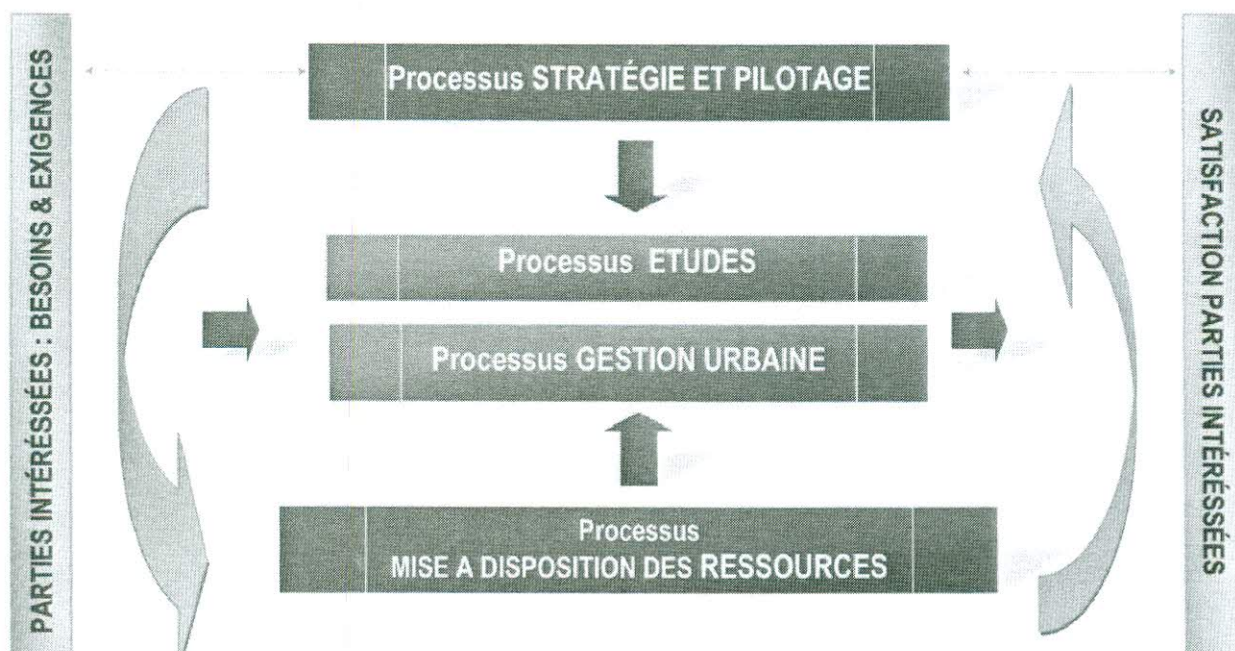 PARTIES INTÉRÉSSÉES : BESOINS & EXIGENCES
Processus STRATÉGIE ET PILOTAGE
Processus ETUDES
Processus GESTION URBAINE
Processus
MISE A DISPOSITION DES RESSOURCES
SATISFACTION PARTIES INTÉRÉSSÉES